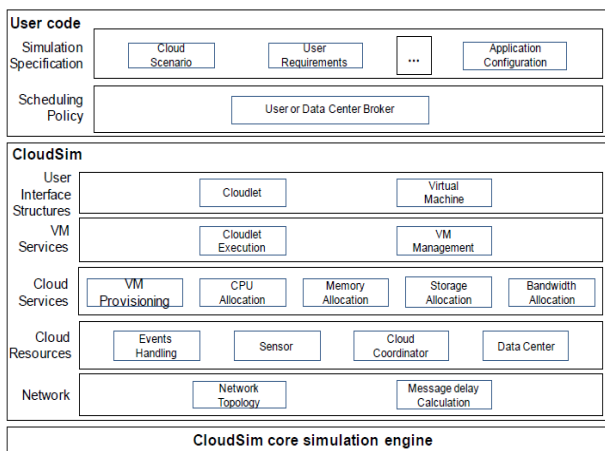 User code
Simulation
Specification
Cloud
Scenario
User
Requirements
...
Application
Configuration
Scheduling
Policy
User or Data Center Broker
CloudSim
User
Interface
Structures
Cloudlet
Virtual
Machine
VM
Services
Cloudlet
Execution
VM
Management
Cloud
Services
VM
Provisioning
CPU
Allocation
Memory
Allocation
Storage
Allocation
Bandwidth
Allocation
Cloud
Resources
Events
Handling
Sensor
Cloud
Coordinator
Data Center
Network
Network
Topology
Message delay
Calculation
CloudSim core simulation engine